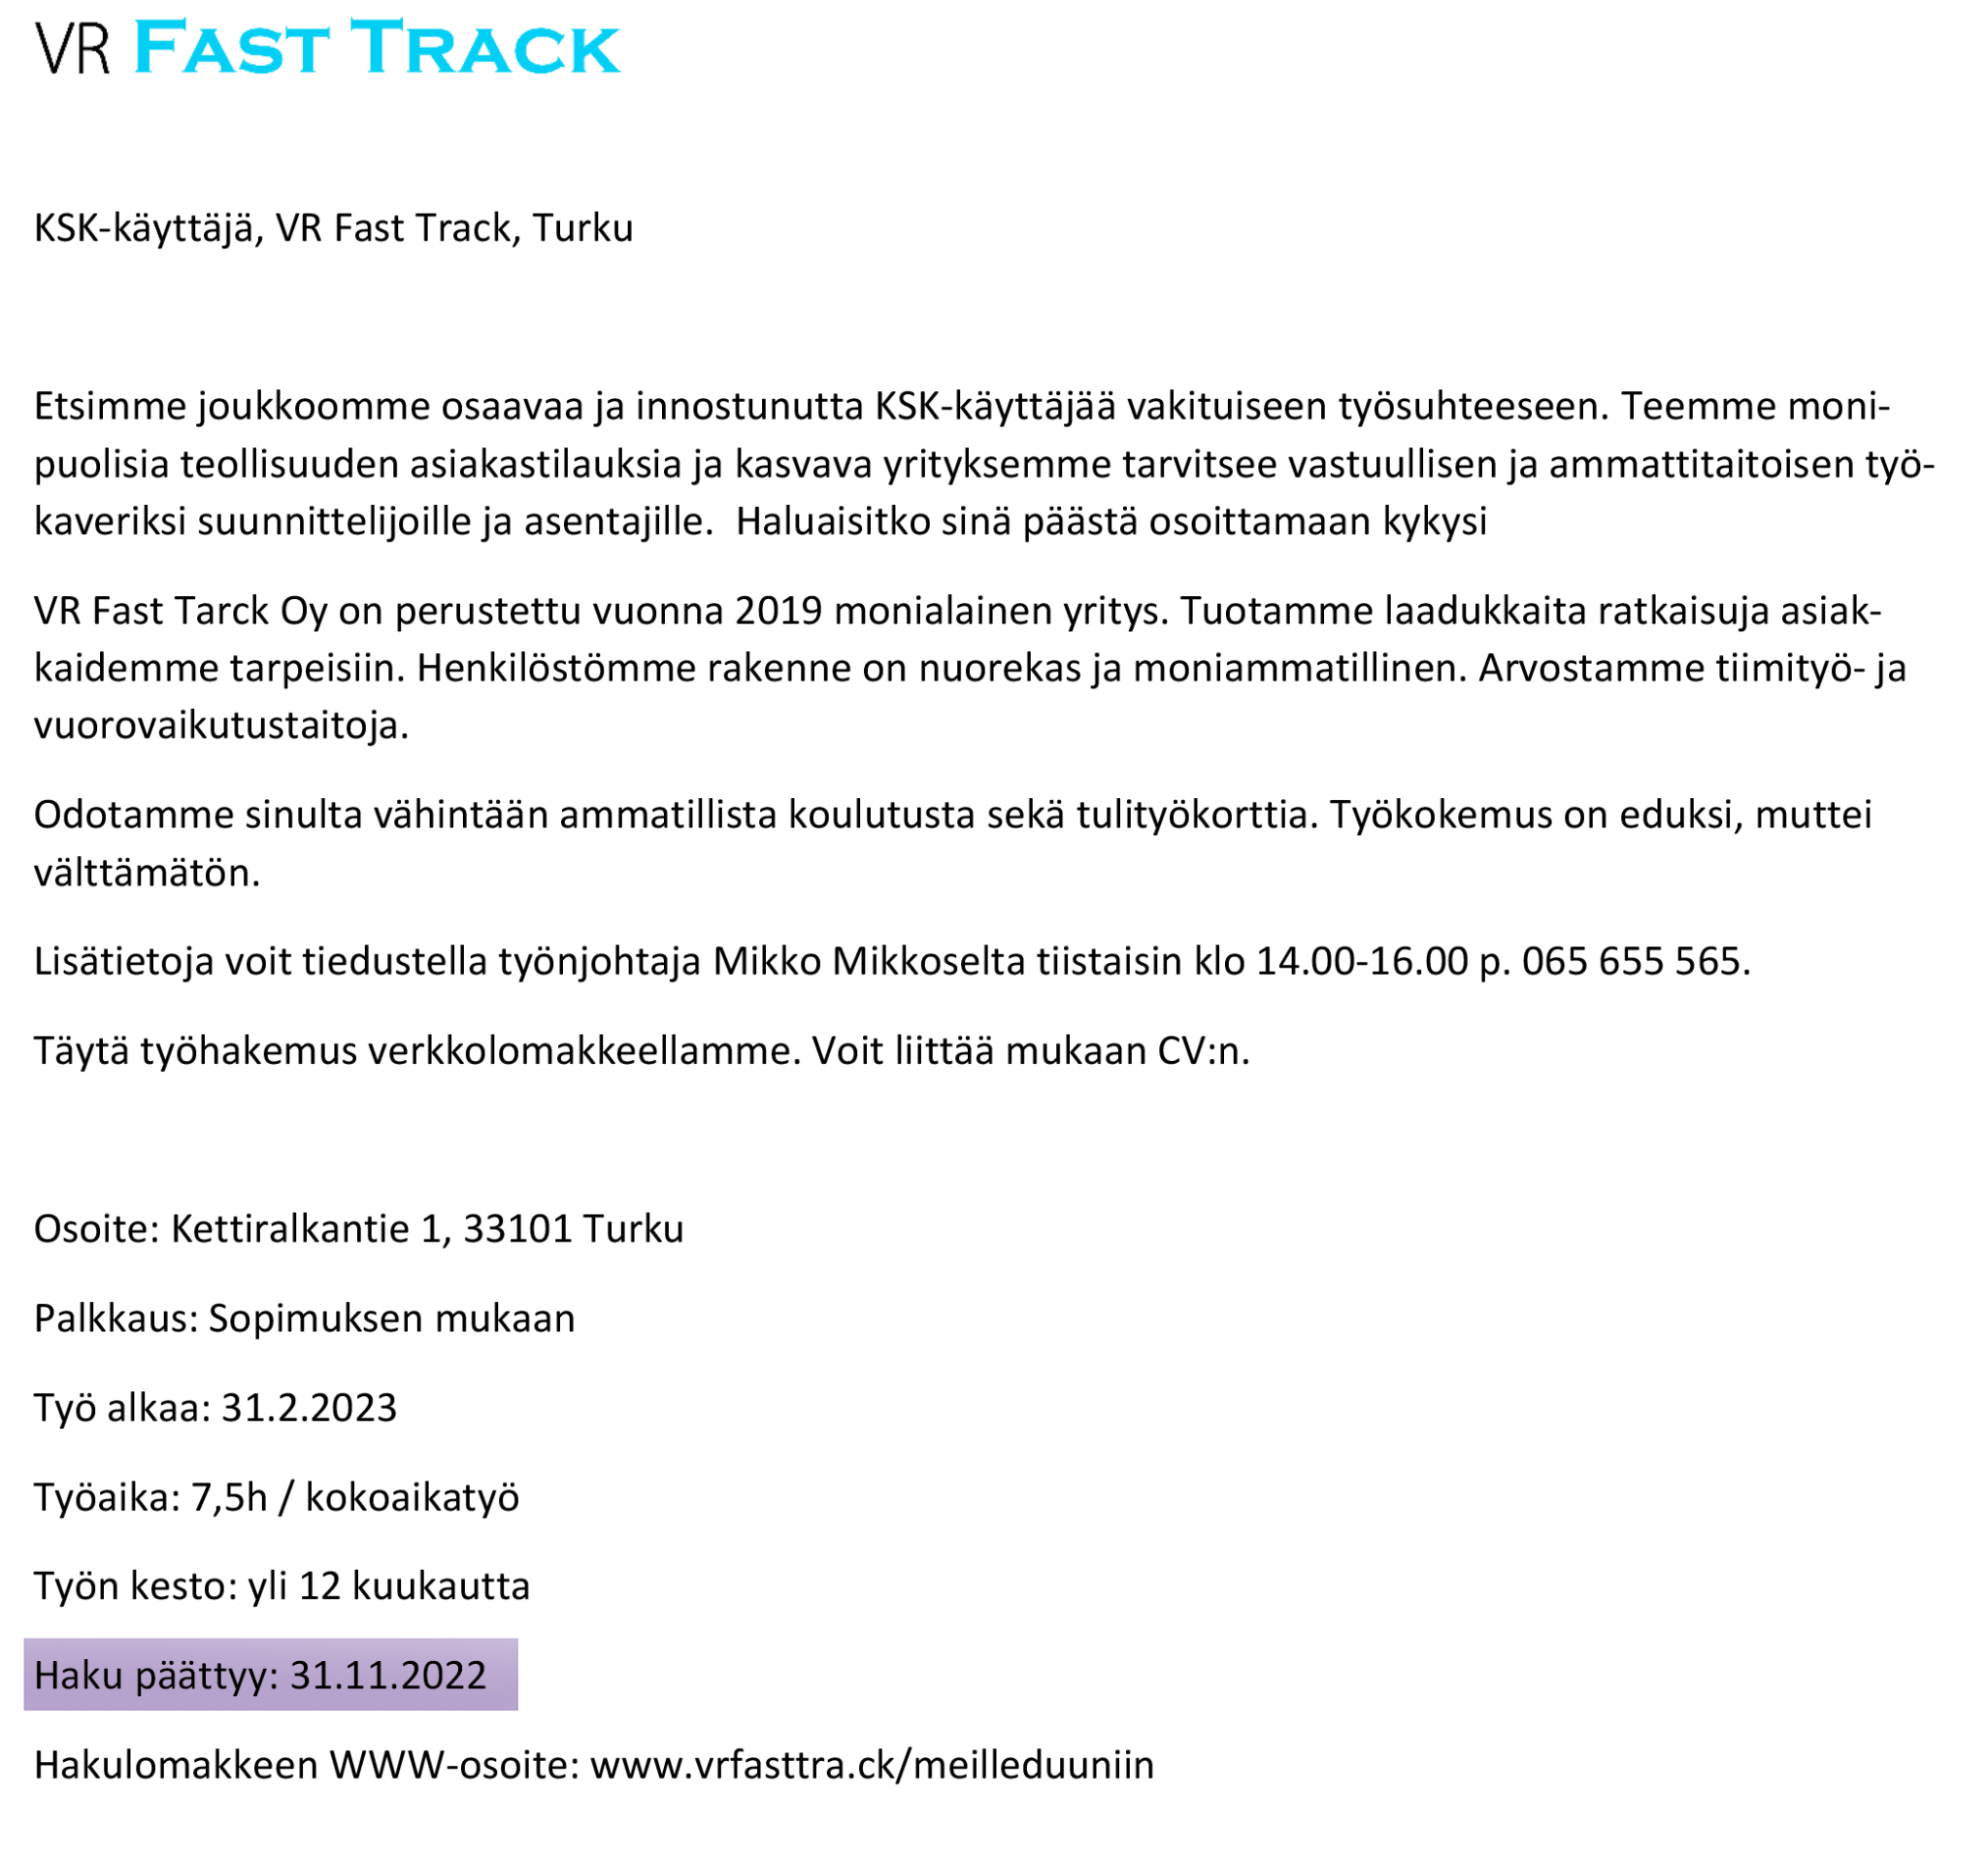 VR FAST TRACK
KSK-käyttäjä, VR Fast Track, Turku
Etsimme joukkoomme osaavaa ja innostunutta KSK-käyttäjää vakituiseen työsuhteeseen. Teemme moni-
puolisia teollisuuden asiakastilauksia ja kasvava yrityksemme tarvitsee vastuullisen ja ammattitaitoisen työ-
kaveriksi suunnittelijoille ja asentajille.  Haluaisitko sinä päästä osoittamaan kykysi
VR Fast Tarck Oy on perustettu vuonna 2019 monialainen yritys. Tuotamme laadukkaita ratkaisuja asiak-
kaidemme tarpeisiin. Henkilöstömme rakenne on nuorekas ja moniammatillinen. Arvostamme tiimityö- ja
vuorovaikutustaitoja.
Odotamme sinulta vähintään ammatillista koulutusta sekä tulityökorttia. Työkokemus on eduksi, muttei
välttämätön.
Lisätietoja voit tiedustella työnjohtaja Mikko Mikkoselta tiistaisin klo 14.00-16.00 p. 065 655 565.
Täytä työhakemus verkkolomakkeellamme. Voit liittää mukaan CV:n.
Osoite: Kettiralkantie 1, 33101 Turku
Palkkaus: Sopimuksen mukaan
Työ alkaa: 31.2.2023
Työaika: 7,5h / kokoaikatyö
Työn kesto: yli 12 kuukautta
Haku päättyy: 31.11.2022
Hakulomakkeen WWW-osoite: www.vrfasttra.ck/meilleduuniin